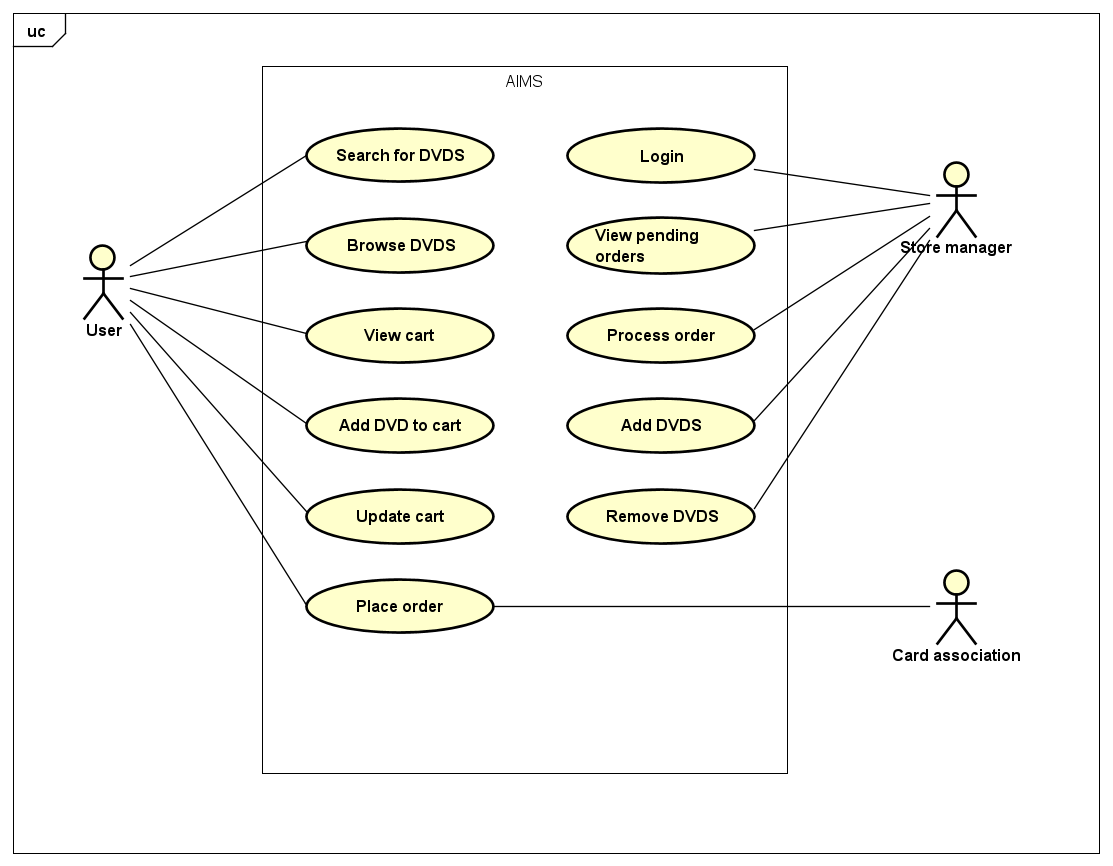 uc
AIMS
Search for DVDS
Login
Browse DVDS
View pending
orders
Store manager
User
View cart
Process order
Add DVD to cart
Add DVDS
Update cart
Remove DVDS
Place order
Card association